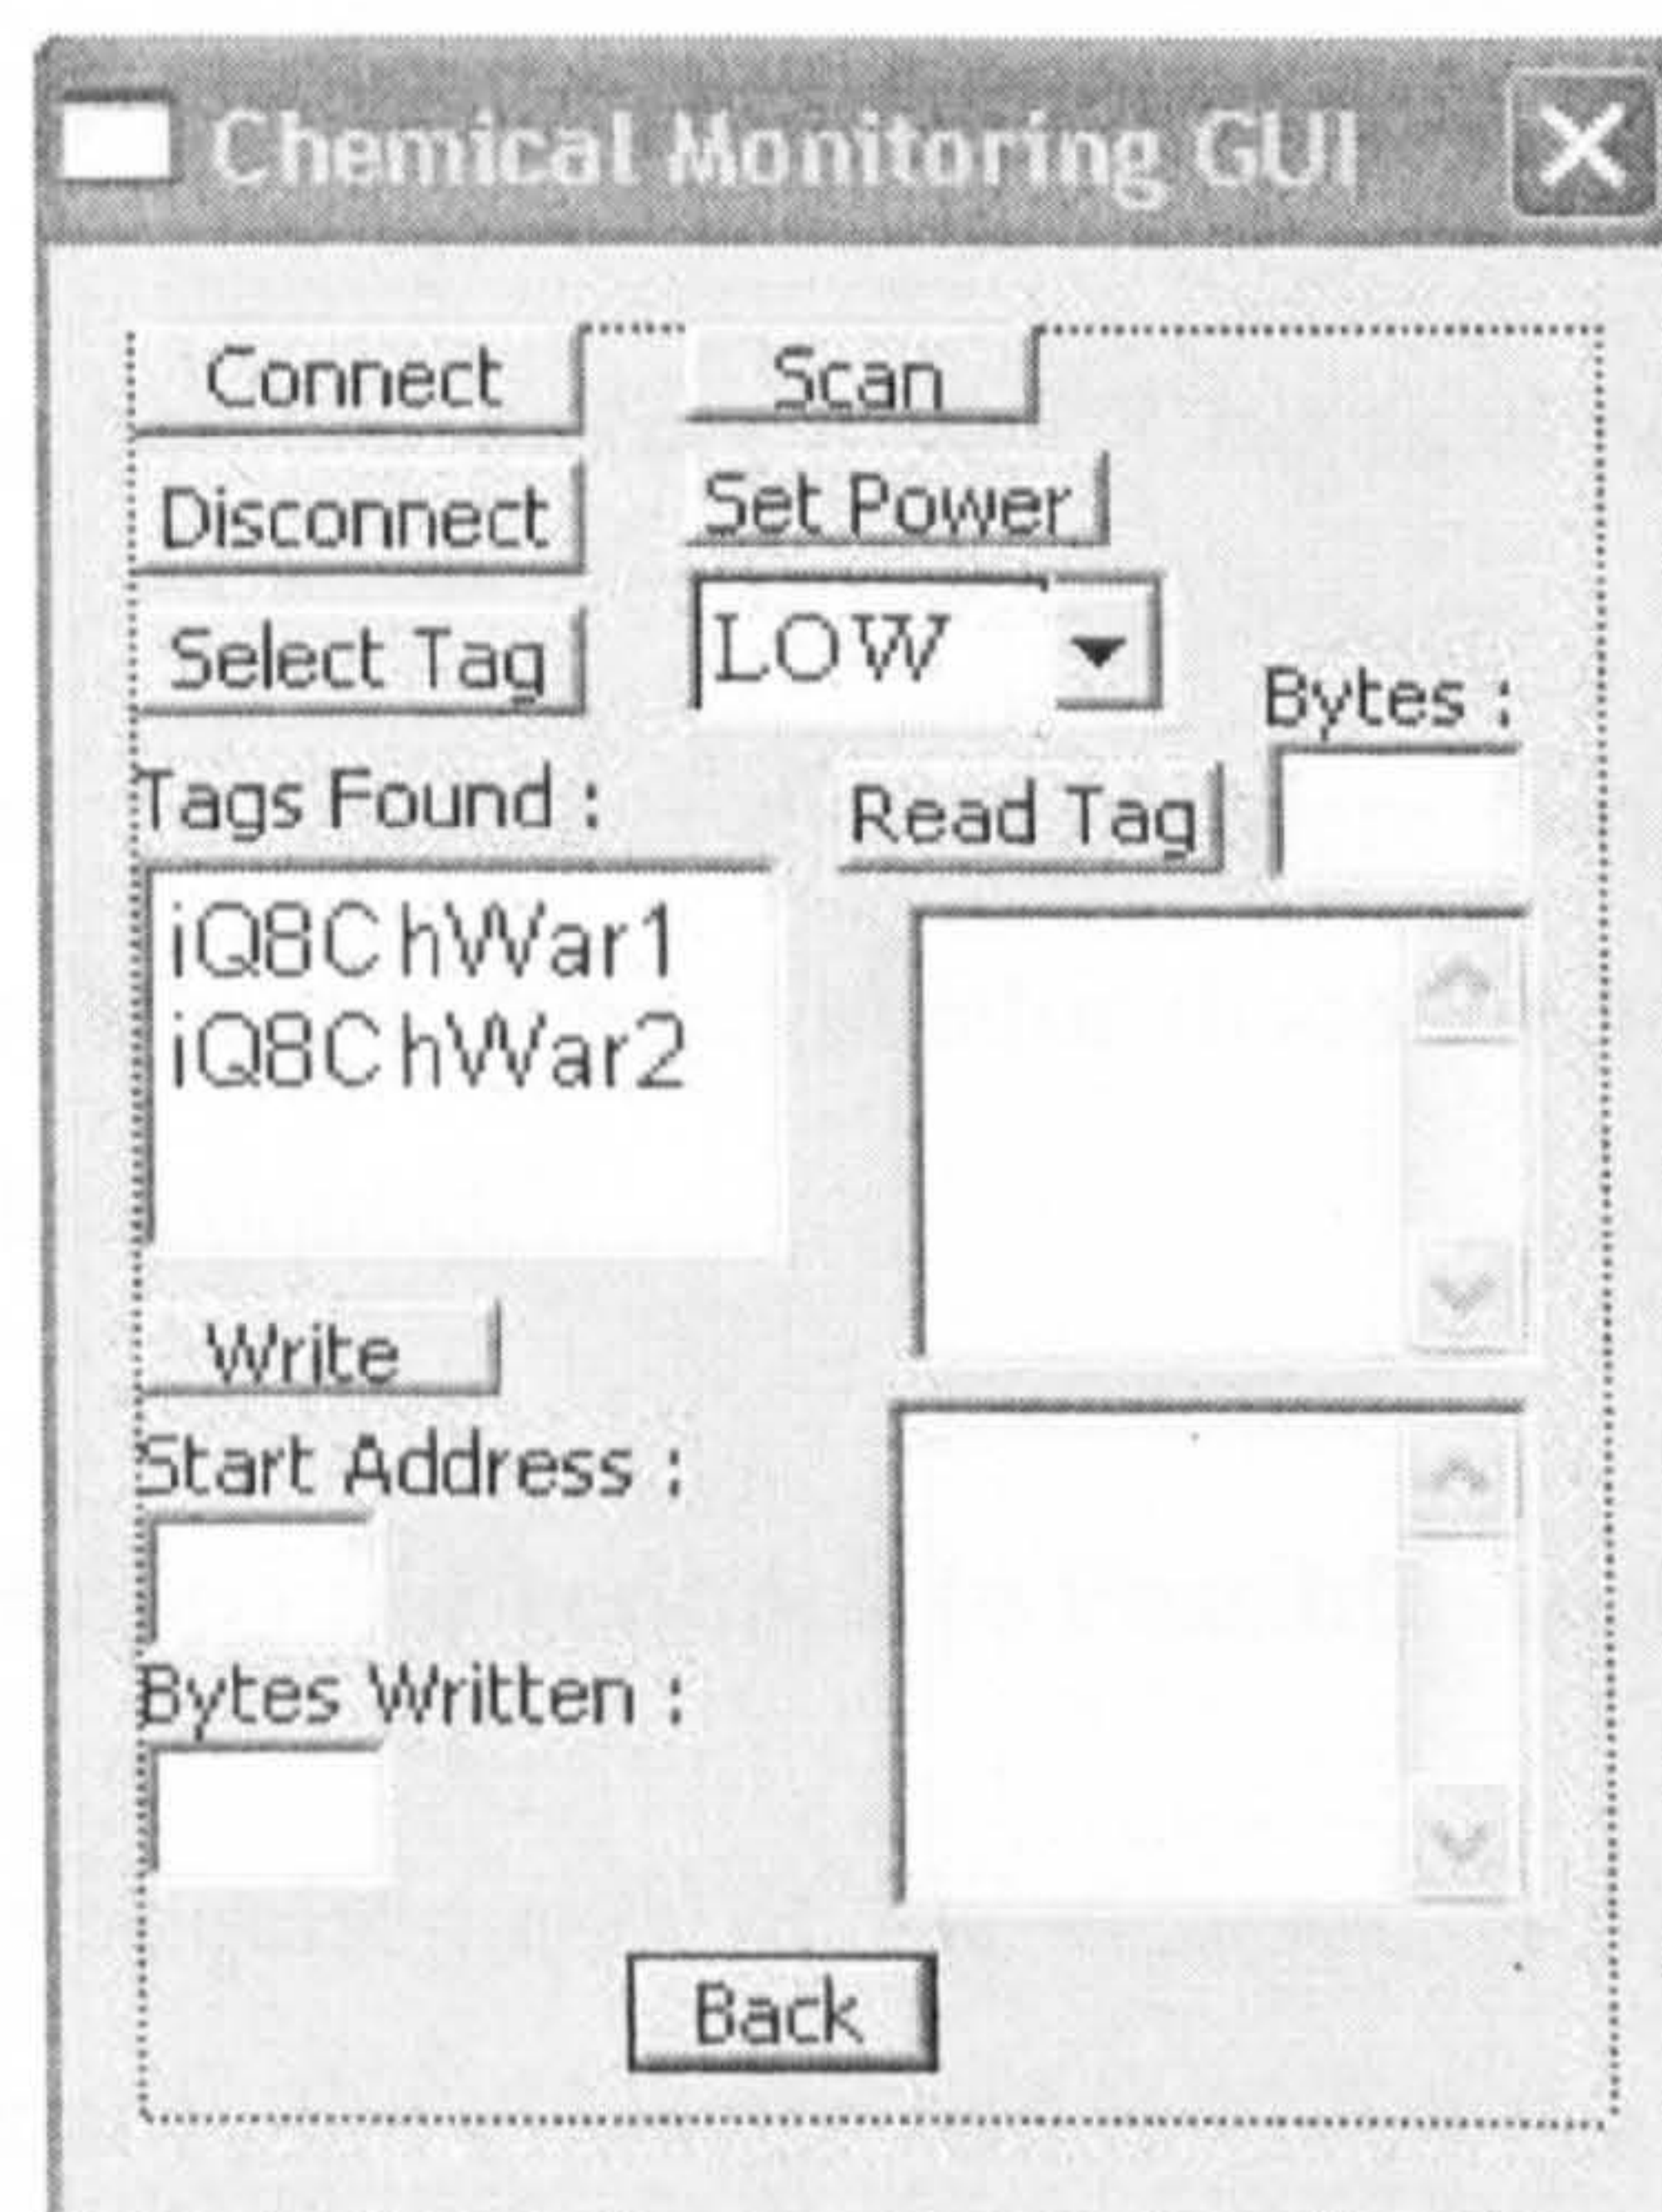 Chemical Monitoring GUI
Connect Scan
Disconnect Set Power
Select Tag LOW
Bytes :
Tags Found : Read Tag
iQ8ChWar1
iQ8ChWar2
Write
Start Address :
Bytes Written :
Back